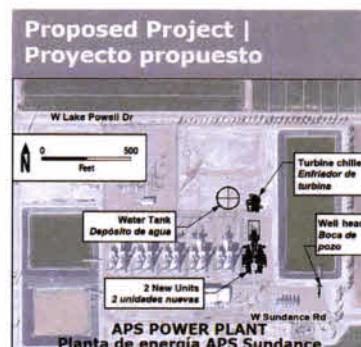 Proposed Project |
Proyecto propuesto
W Lake Powell Dr
N
0 500
Feet
Turbine chille
Enfriador de
turbina
Water Tank
Depósito de agua
Well hea
Boca de
pozo
2 New Units
2 unidades nuevas
W Sundance Rd
APS POWER PLANT
Planta de energía APS Sundance